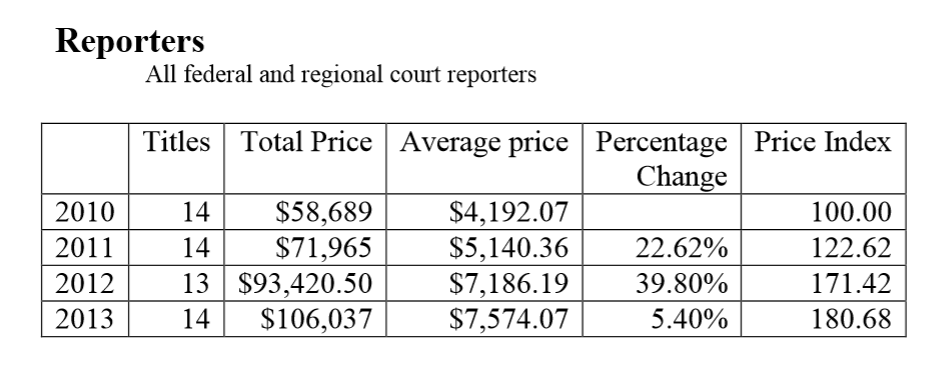 Reporters
All federal and regional court reporters
Titles Total Price Average price Percentage Change Price Index
2010 14 $58,689 $4,192.07 100.00
2011 14 $71,965 $5,140.36 22.62% 122.62
2012 13 $93,420.50 $7,186.19 39.80% 171.42
2013 14 $106,037 $7,574.07 5.40% 180.68